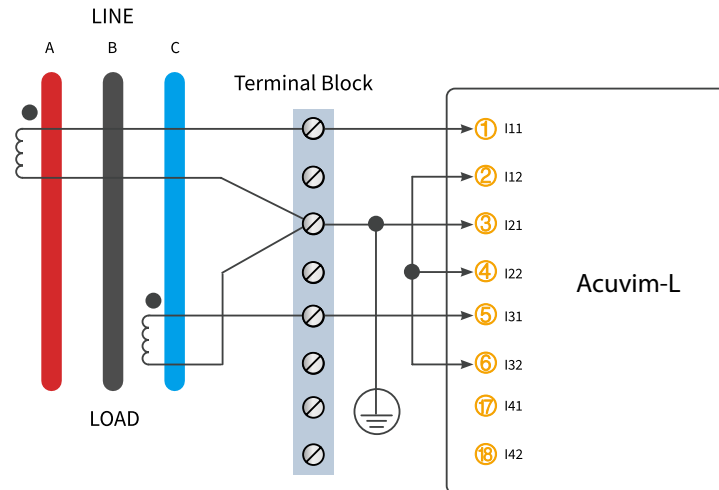 LINE
A B C
Terminal Block
1 I11
2 I12
3 I21
4 I22
Acuvim-L
5 I31
6 I32
17 I41
LOAD
18 I42